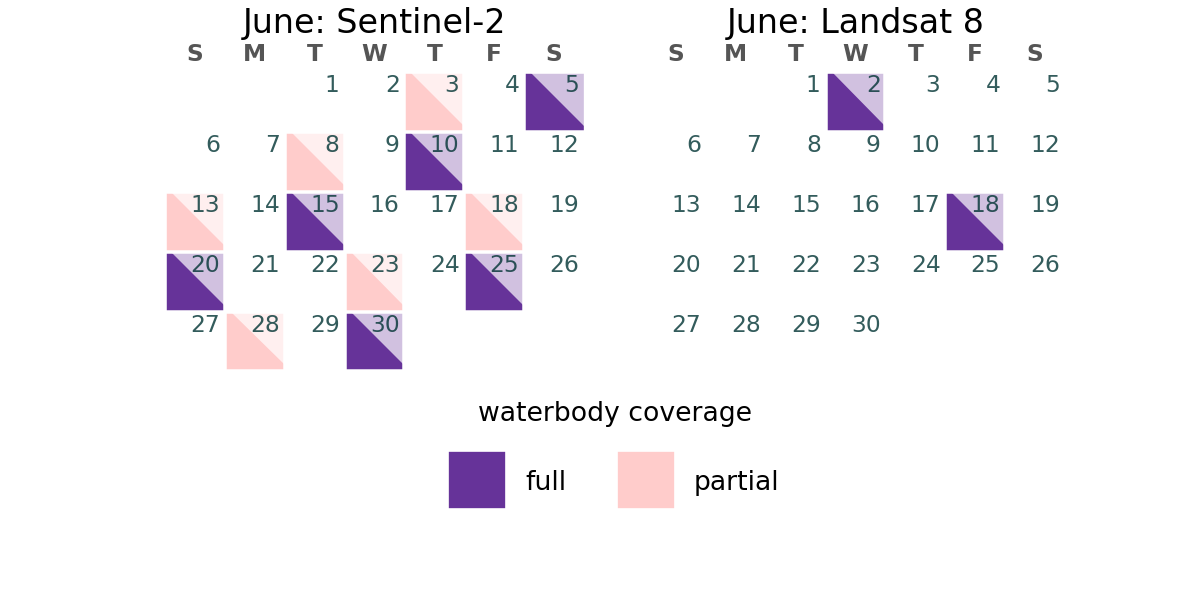 June: Sentinel-2
S M T W T F S
1 2 3 4 5
6 7 8 9 10 11 12
13 14 15 16 17 18 19
20 21 22 23 24 25 26
27 28 29 30
June: Landsat 8
S M T W T F S
1 2 3 4 5
6 7 8 9 10 11 12
13 14 15 16 17 18 19
20 21 22 23 24 25 26
27 28 29 30
waterbody coverage
full partial